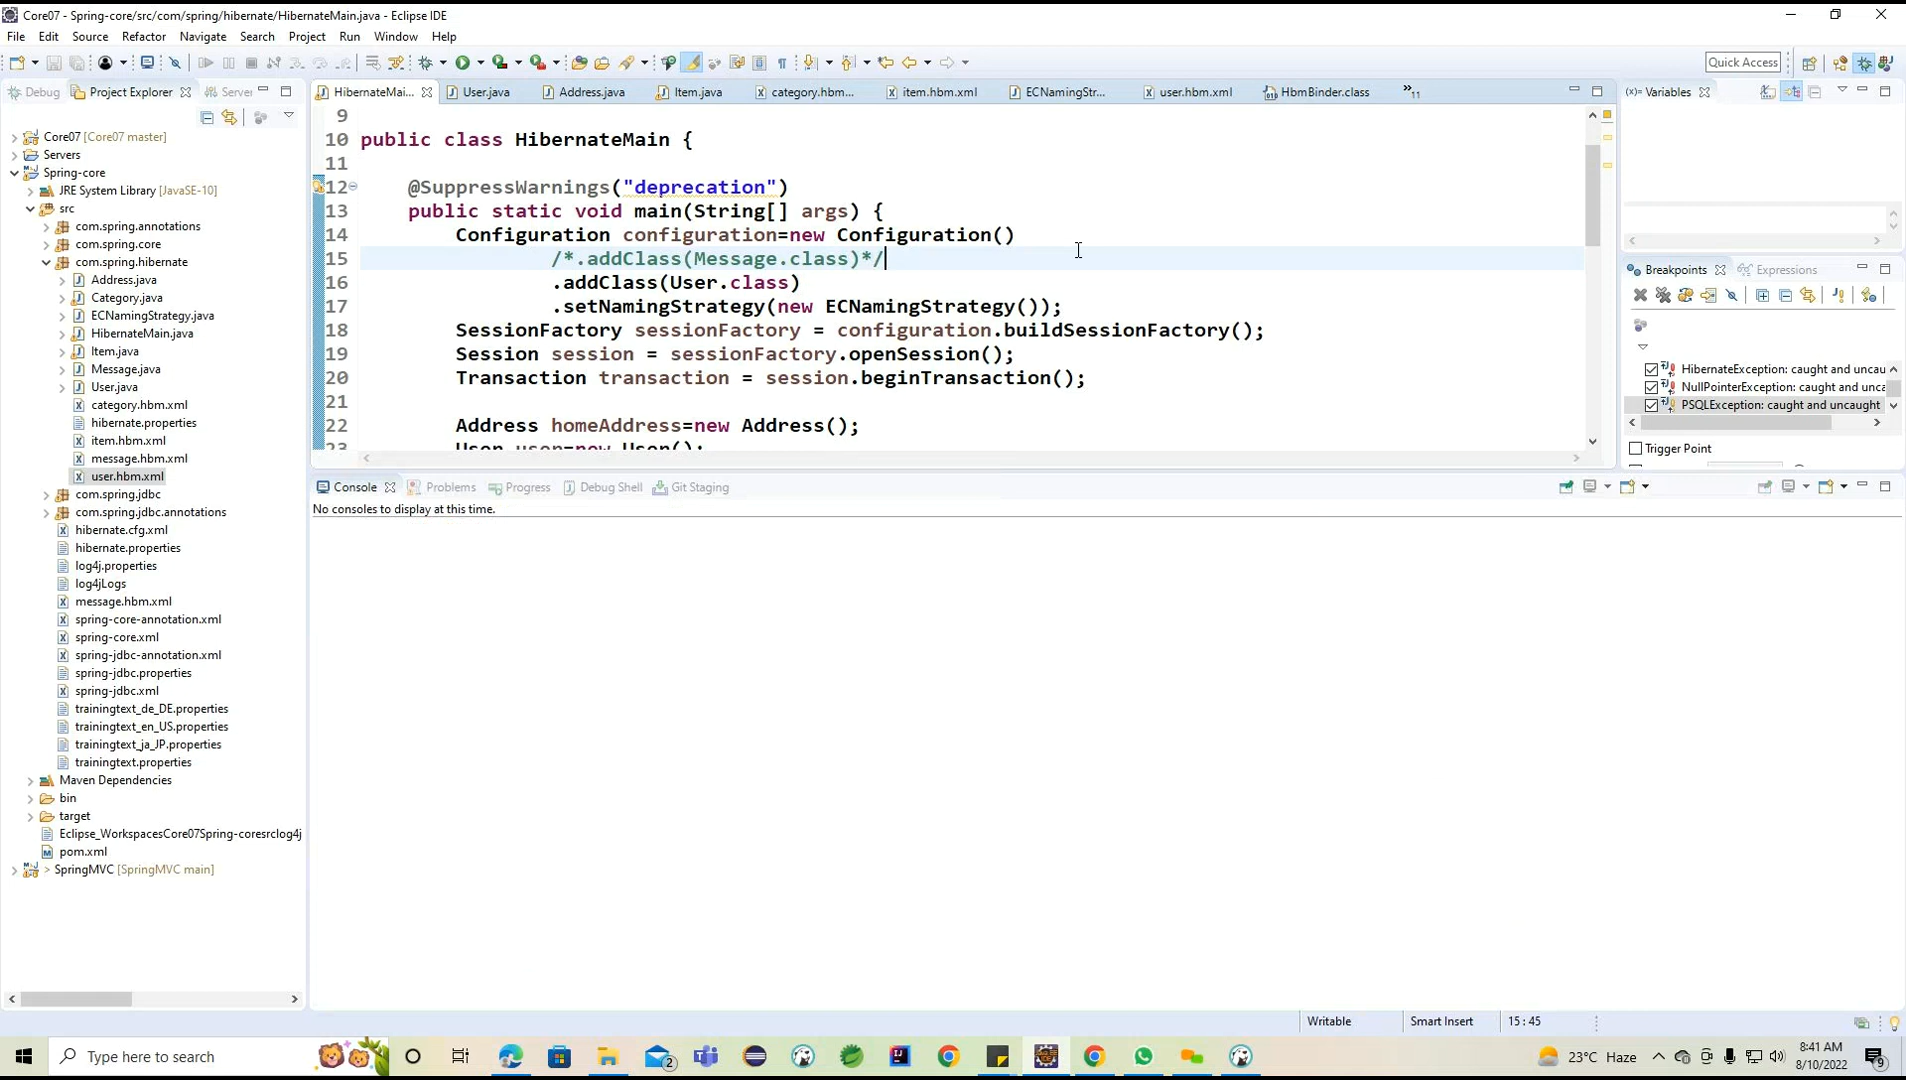 Core07 - Spring-core/src/com/spring/hibernate/HibernateMain.java - Eclipse IDE
File Edit Source Refactor Navigate Search Project Run Window Help
Quick Access
Debug Project Explorer Server
HibernateMai... User.java Address.java Item.java category.hbm... item.hbm.xml ECNamingStr... user.hbm.xml HbmBinder.class »11
(x)= Variables
Core07 [Core07 master]
Servers
Spring-core
JRE System Library [JavaSE-10]
src
com.spring.annotations
com.spring.core
com.spring.hibernate
Address.java
Category.java
ECNamingStrategy.java
HibernateMain.java
Item.java
Message.java
User.java
category.hbm.xml
hibernate.properties
item.hbm.xml
message.hbm.xml
user.hbm.xml
com.spring.jdbc
com.spring.jdbc.annotations
hibernate.cfg.xml
hibernate.properties
log4j.properties
log4jLogs
message.hbm.xml
spring-core-annotation.xml
spring-core.xml
spring-jdbc-annotation.xml
spring-jdbc.properties
spring-jdbc.xml
trainingtext_de_DE.properties
trainingtext_en_US.properties
trainingtext_ja_JP.properties
trainingtext.properties
Maven Dependencies
bin
target
Eclipse_WorkspacesCore07Spring-coresrclog4j
pom.xml
> SpringMVC [SpringMVC main]
9
10 public class HibernateMain {
11
12 @SuppressWarnings("deprecation")
13 public static void main(String[] args) {
14 Configuration configuration=new Configuration()
15 /*.addClass(Message.class)*/
16 .addClass(User.class)
17 .setNamingStrategy(new ECNamingStrategy());
18 SessionFactory sessionFactory = configuration.buildSessionFactory();
19 Session session = sessionFactory.openSession();
20 Transaction transaction = session.beginTransaction();
21
22 Address homeAddress=new Address();
23 User user=new User();
Breakpoints Expressions
HibernateException: caught and uncau
NullPointerException: caught and unca
PSQLException: caught and uncaught
Trigger Point
Console Problems Progress Debug Shell Git Staging
No consoles to display at this time.
Writable Smart Insert 15 : 45
Type here to search
2
23°C Haze
8:41 AM
8/10/2022
9